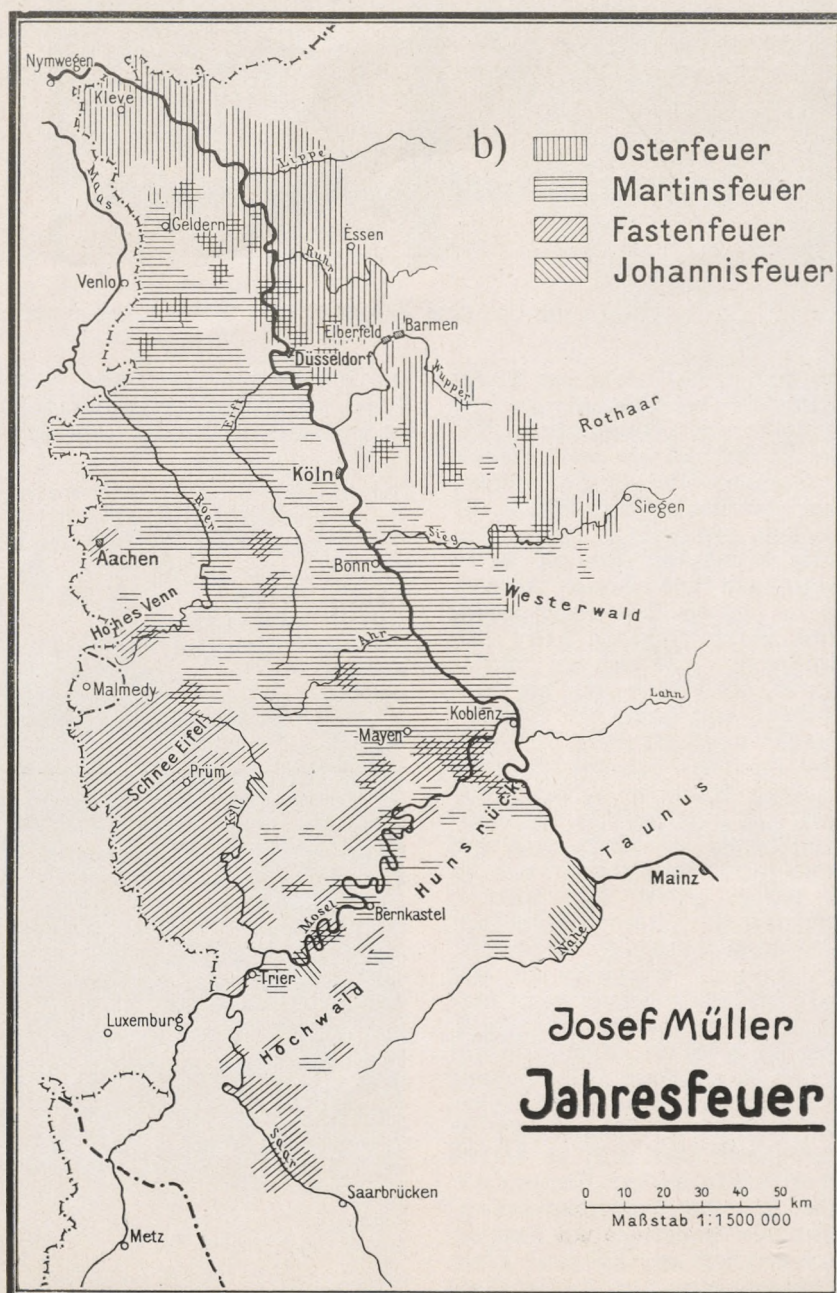 Nymwegen
Kleve
b)
Osterfeuer
Martinsfeuer
Fastenfeuer
Johannisfeuer
Lippe
Maas
Geldern
Essen
Ruhr
Venlo
Elberfeld
Barmen
Düsseldorf
Wupper
Erft
Rothaar
Köln
Roer
Siegen
Sieg
Aachen
Bonn
Hohes Venn
Westerwald
Ahr
Malmedy
Lahn
Koblenz
Mayen
Schnee Eifel
Prüm
Kyll
Hunsrück
Taunus
Mainz
Mosel
Bernkastel
Nahe
Trier
Hochwald
Luxemburg
Josef Müller
Jahresfeuer
Saar
Saarbrücken
0 10 20 30 40 50 km
Maßstab 1:1500 000
Metz